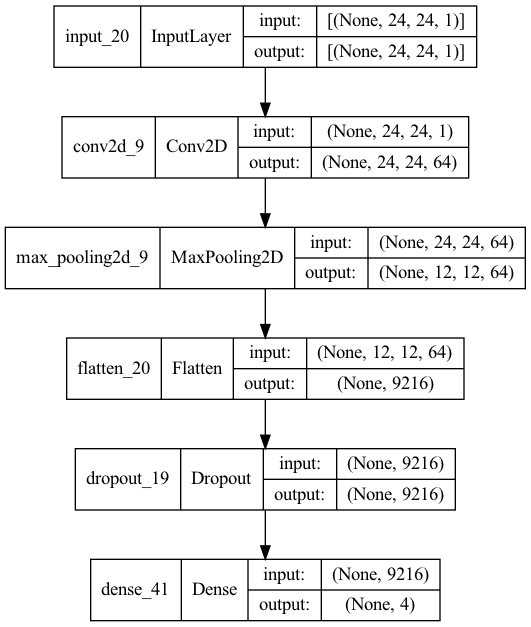 input_20 InputLayer input: [(None, 24, 24, 1)]
output: [(None, 24, 24, 1)]
conv2d_9 Conv2D input: (None, 24, 24, 1)
output: (None, 24, 24, 64)
max_pooling2d_9 MaxPooling2D input: (None, 24, 24, 64)
output: (None, 12, 12, 64)
flatten_20 Flatten input: (None, 12, 12, 64)
output: (None, 9216)
dropout_19 Dropout input: (None, 9216)
output: (None, 9216)
dense_41 Dense input: (None, 9216)
output: (None, 4)